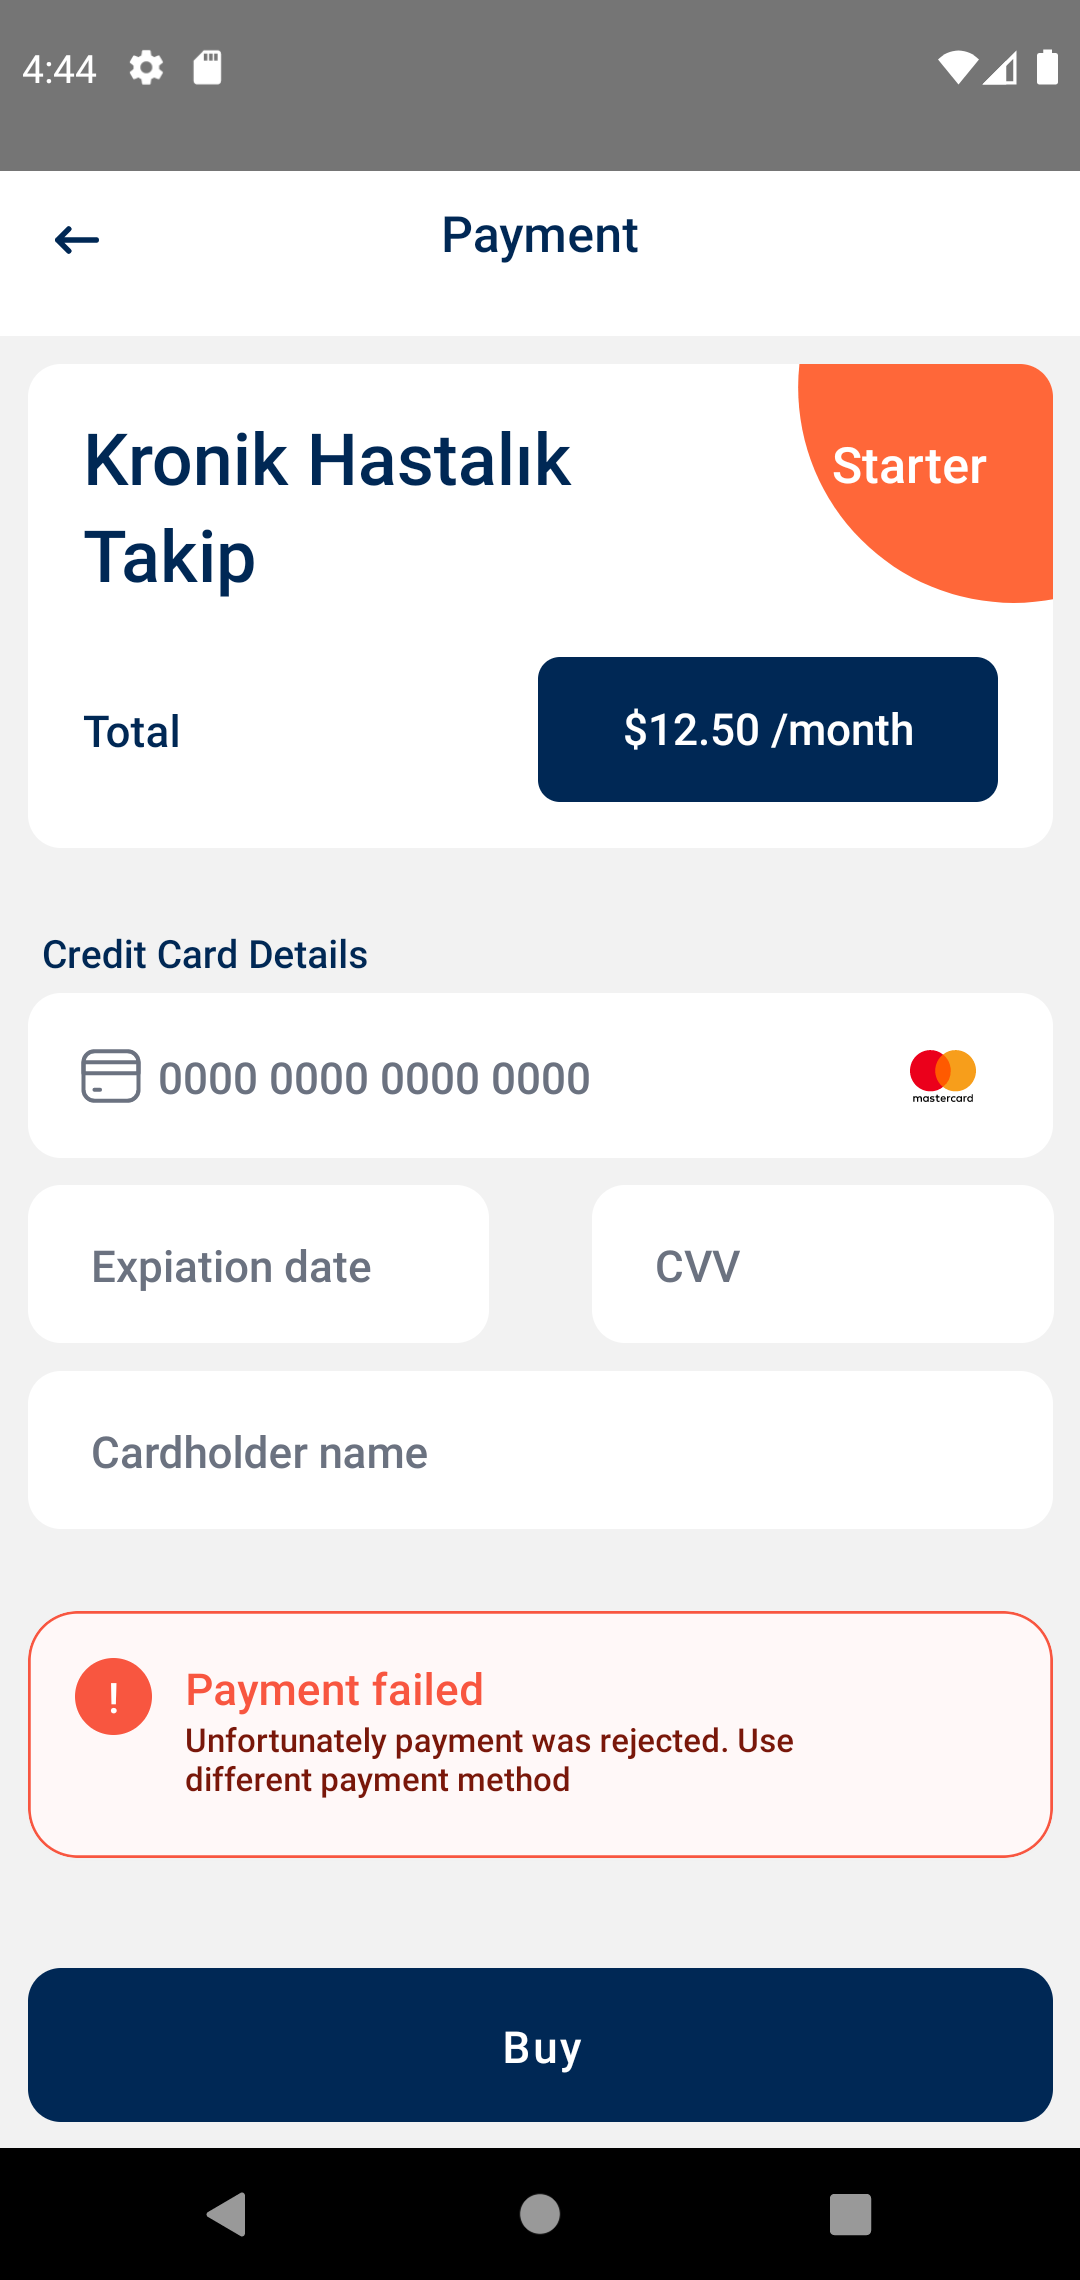 4:44
Payment
Kronik Hastalık
Takip
Starter
Total
$12.50 /month
Credit Card Details
0000 0000 0000 0000
mastercard
Expiation date
CVV
Cardholder name
!
Payment failed
Unfortunately payment was rejected. Use
different payment method
Buy